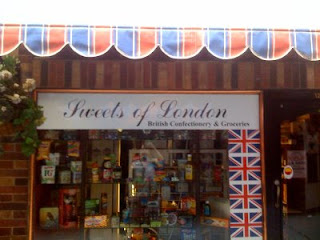 Sweets of London
British Confectionery & Groceries